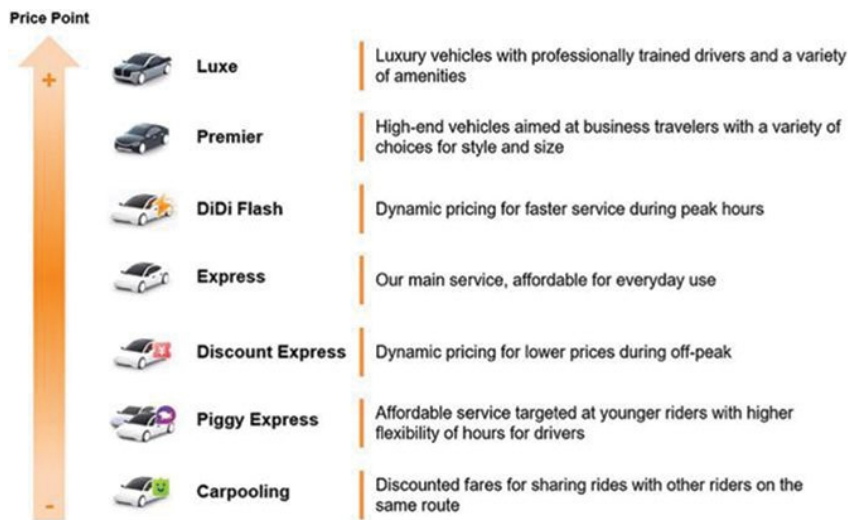 Price Point
+
Luxe
Luxury vehicles with professionally trained drivers and a variety
of amenities
Premier
High-end vehicles aimed at business travelers with a variety of
choices for style and size
DiDi Flash
Dynamic pricing for faster service during peak hours
Express
Our main service, affordable for everyday use
¥
Discount Express
Dynamic pricing for lower prices during off-peak
Piggy Express
Affordable service targeted at younger riders with higher
flexibility of hours for drivers
Carpooling
Discounted fares for sharing rides with other riders on the
same route
-